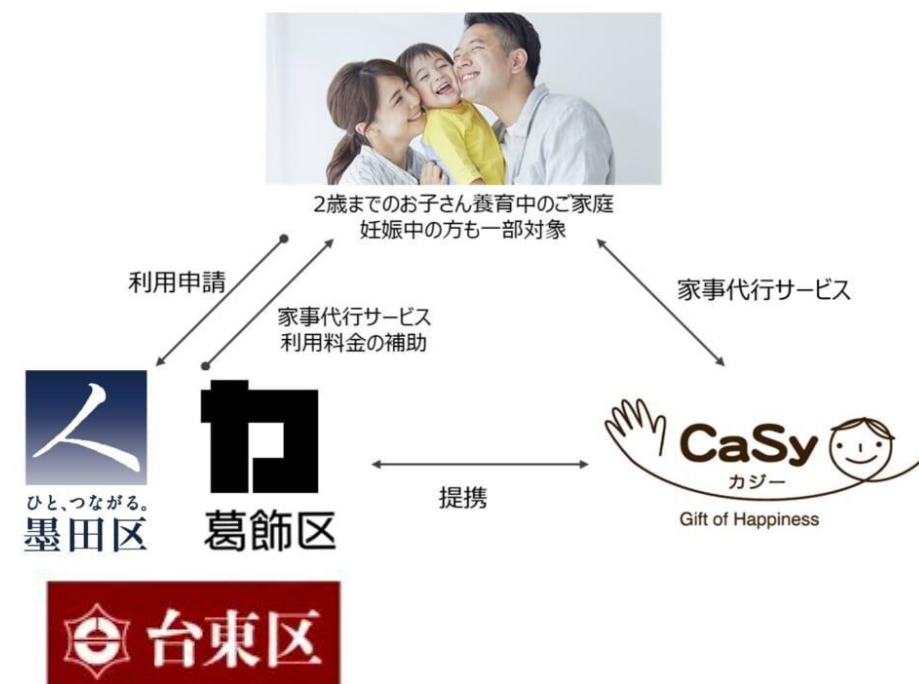 2歳までのお子さん養育中のご家庭
妊娠中の方も一部対象
利用申請
家事代行サービス
利用料金の補助
家事代行サービス
人
ひと、つながる。
墨田区
葛飾区
提携
CaSy
カジー
Gift of Happiness
台東区